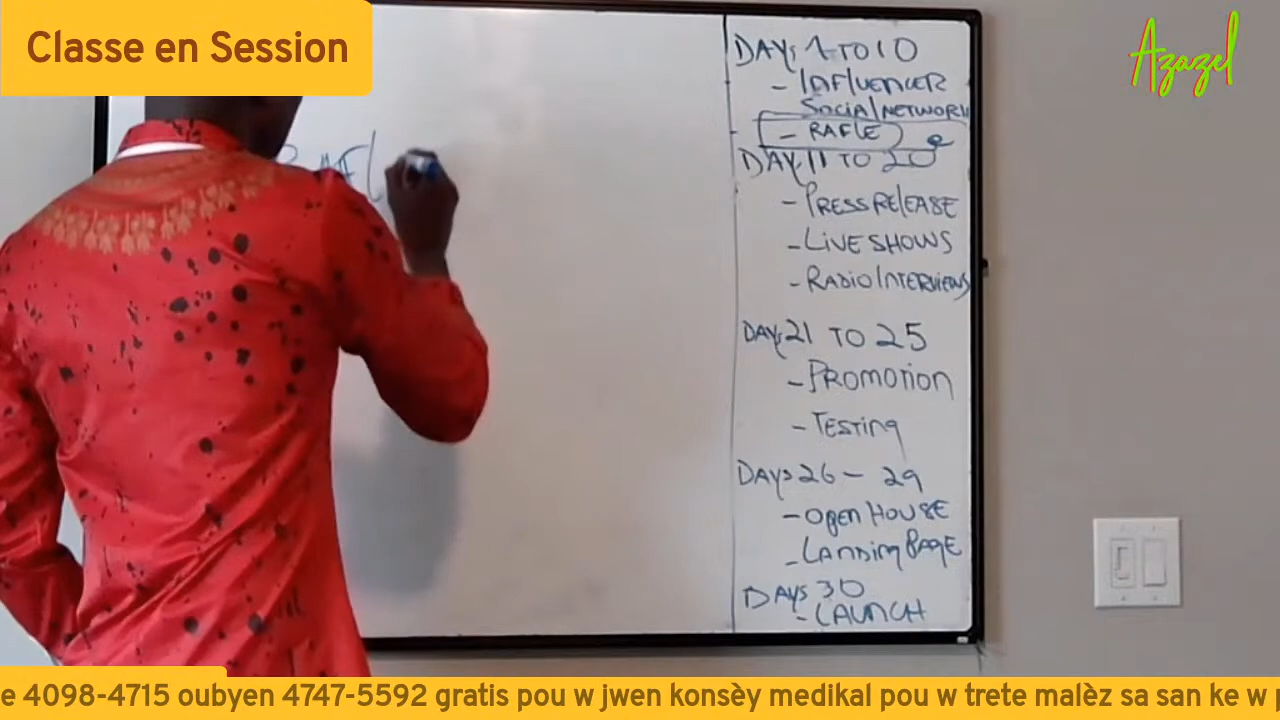 Classe en Session
Azazel
DAYS 1 TO 10
- INFLUENCER
Social NETWORK
- RAFLE
DAY 11 TO 20
- PRESS RElEASE
- LiVE SHOWS
- RADIO INTERVIEWS
DAYS 21 TO 25
- PROMOTION
- TESTing
DAYS 26 - 29
- OPEN HOUSE
- LAnDing PAGE
DAYS 30
- LAUNCH
RAFL
e 4098-4715 oubyen 4747-5592 gratis pou w jwen konsèy medikal pou w trete malèz sa san ke w p